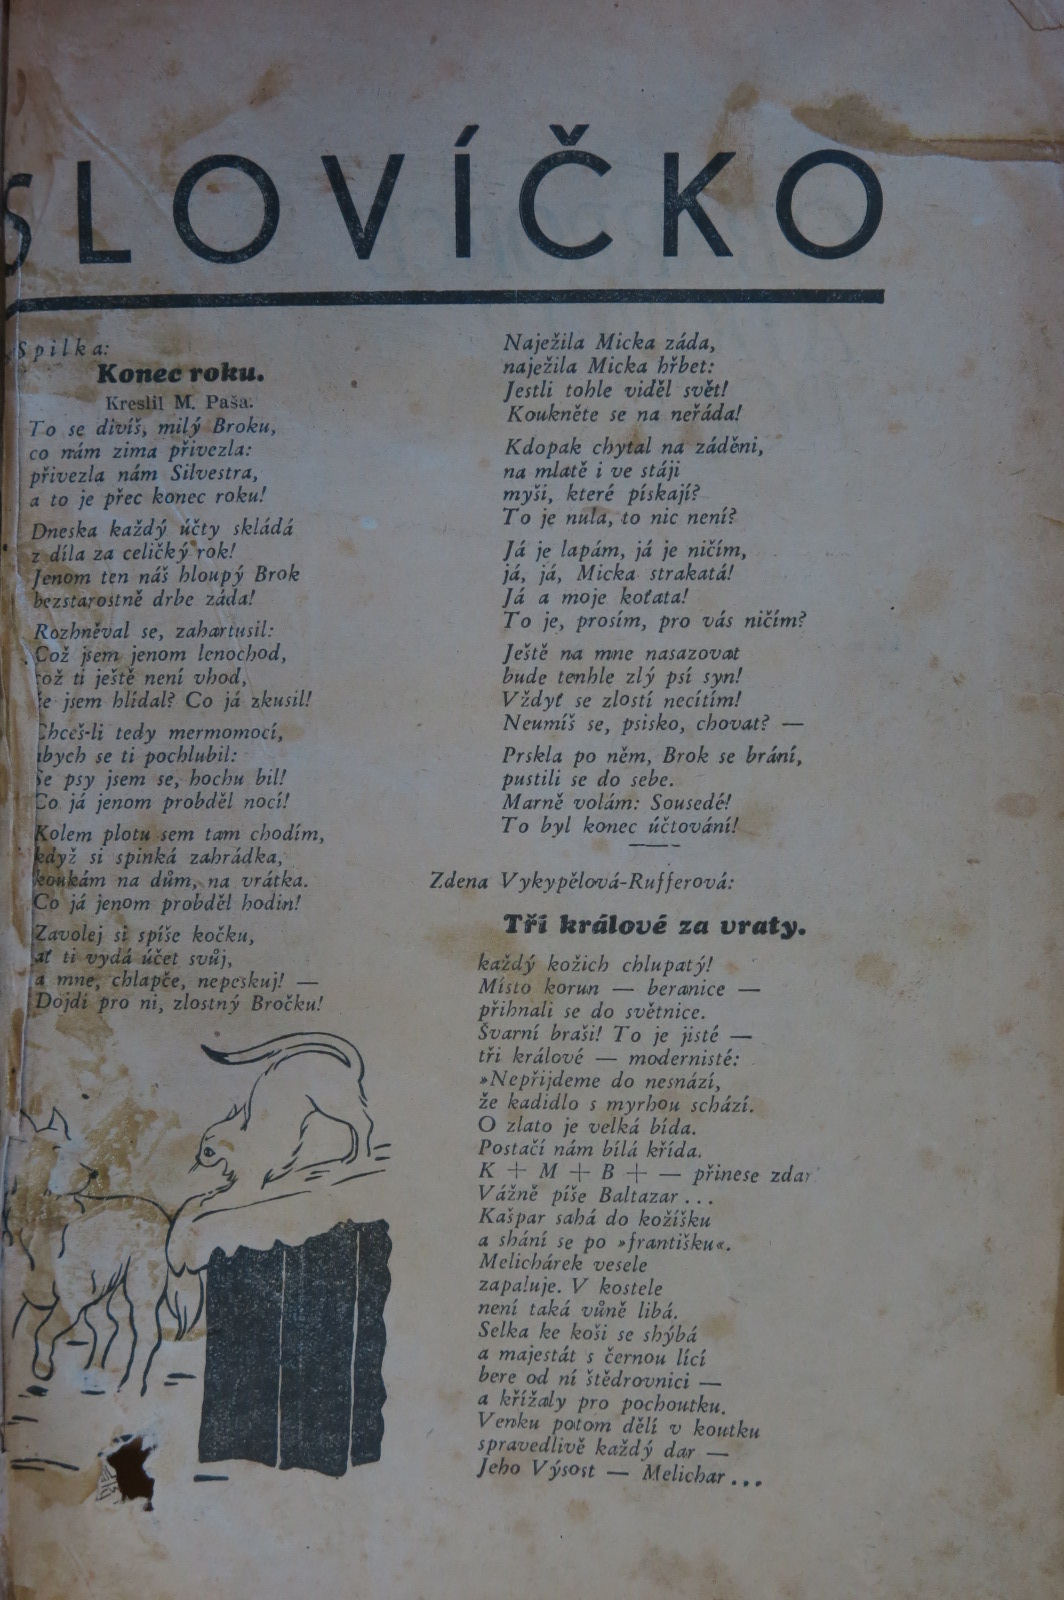 SLOVÍČKO
Spilka:
Konec roku.
Kreslil M. Paša.
To se divíš, milý Broku,
co nám zima přivezla:
přivezla nám Silvestra,
a to je přec konec roku!
Dneska každý účty skládá
z díla za celičký rok!
Jenom ten náš hloupý Brok
bezstarostně drbe záda!
Rozhněval se, zahartusil:
Což jsem jenom lenochod,
což ti ještě není vhod,
že jsem hlídal? Co já zkusil!
Chceš-li tedy mermomocí,
abych se ti pochlubil:
Se psy jsem se, hochu bil!
Co já jenom probděl nocí!
Kolem plotu sem tam chodím,
když si spinká zahrádka,
koukám na dům, na vrátka.
Co já jenom probděl hodin!
Zavolej si spíše kočku,
ať ti vydá účet svůj,
a mne, chlapče, nepeskuj! —
Dojdi pro ni, zlostný Bročku!
Naježila Micka záda,
naježila Micka hřbet:
Jestli tohle viděl svět!
Koukněte se na neřáda!
Kdopak chytal na zádění,
na mlatě i ve stáji
myši, které pískají?
To je nula, to nic není?
Já je lapám, já je ničím,
já, já, Micka strakatá!
Já a moje koťata!
To je, prosím, pro vás ničím?
Ještě na mne nasazovat
bude tenhle zlý psí syn!
Vždyť se zlostí necítím!
Neumíš se, psisko, chovat? —
Prskla po něm, Brok se brání,
pustili se do sebe.
Marně volám: Sousedé!
To byl konec účtování!
Zdena Vykypělová-Rufferová:
Tři králové za vraty.
každý kožich chlupatý!
Místo korun — beranice —
přihnali se do světnice.
Švarní braši! To je jisté —
tři králové — modernisté:
»Nepřijdeme do nesnází,
že kadidlo s myrhou schází.
O zlato je velká bída.
Postačí nám bílá křída.
K + M + B + — přinese zdar
Vážně píše Baltazar...
Kašpar sahá do kožíšku
a shání se po »františku«.
Melichárek vesele
zapaluje. V kostele
není taká vůně libá.
Selka ke koši se shýbá
a majestát s černou lící
bere od ní štědrovnici —
a křížaly pro pochoutku.
Venku potom dělí v koutku
spravedlivě každý dar —
Jeho Výsost — Melichar...